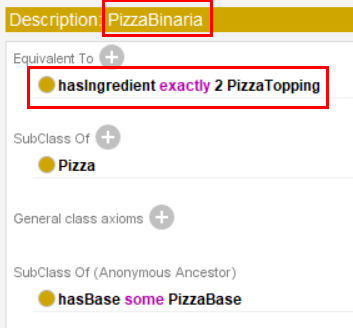 Description: PizzaBinaria
Equivalent To
hasIngredient exactly 2 PizzaTopping
SubClass Of
Pizza
General class axioms
SubClass Of (Anonymous Ancestor)
hasBase some PizzaBase